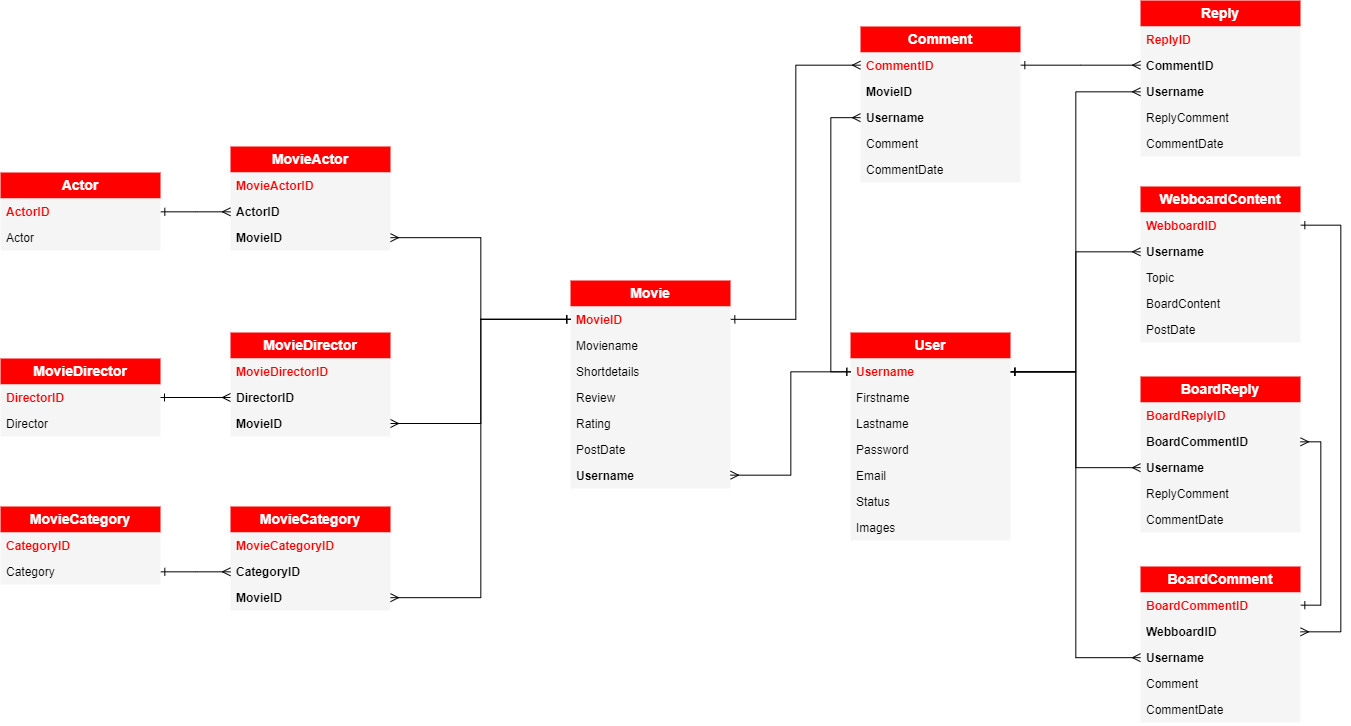 Actor
ActorID
Actor
MovieDirector
DirectorID
Director
MovieCategory
CategoryID
Category
MovieActor
MovieActorID
ActorID
MovieID
MovieDirector
MovieDirectorID
DirectorID
MovieID
MovieCategory
MovieCategoryID
CategoryID
MovieID
Movie
MovieID
Moviename
Shortdetails
Review
Rating
PostDate
Username
Comment
CommentID
MovieID
Username
Comment
CommentDate
User
Username
Firstname
Lastname
Password
Email
Status
Images
Reply
ReplyID
CommentID
Username
ReplyComment
CommentDate
WebboardContent
WebboardID
Username
Topic
BoardContent
PostDate
BoardReply
BoardReplyID
BoardCommentID
Username
ReplyComment
CommentDate
BoardComment
BoardCommentID
WebboardID
Username
Comment
CommentDate